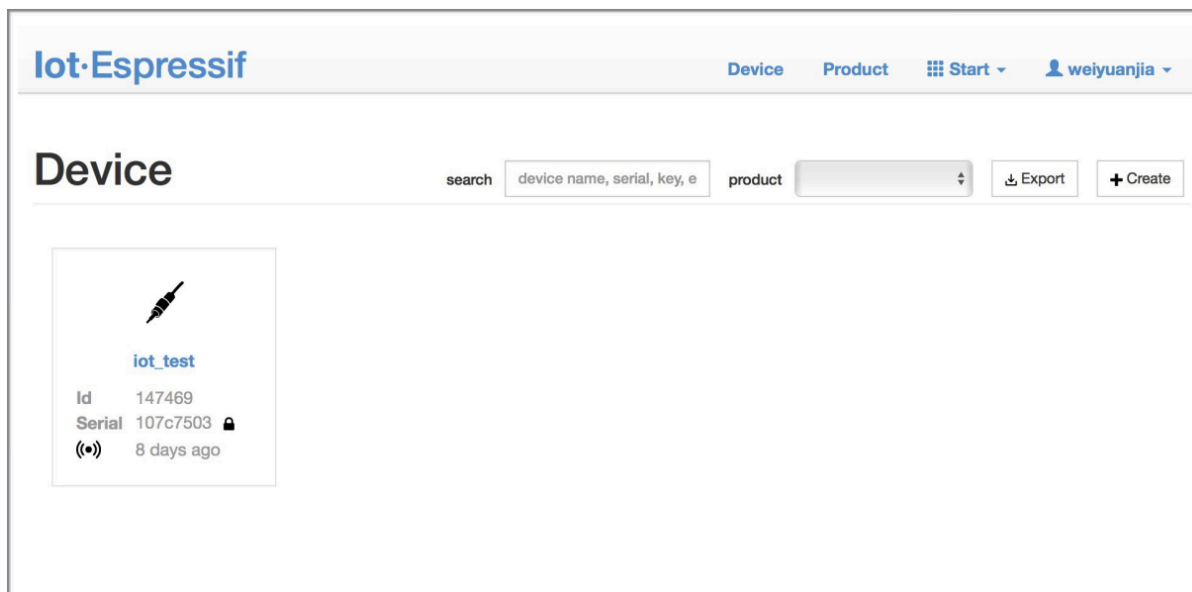 Iot·Espressif
Device Product Start weiyuanjia
Device
search device name, serial, key, e product Export Create
iot_test
Id 147469
Serial 107c7503
8 days ago